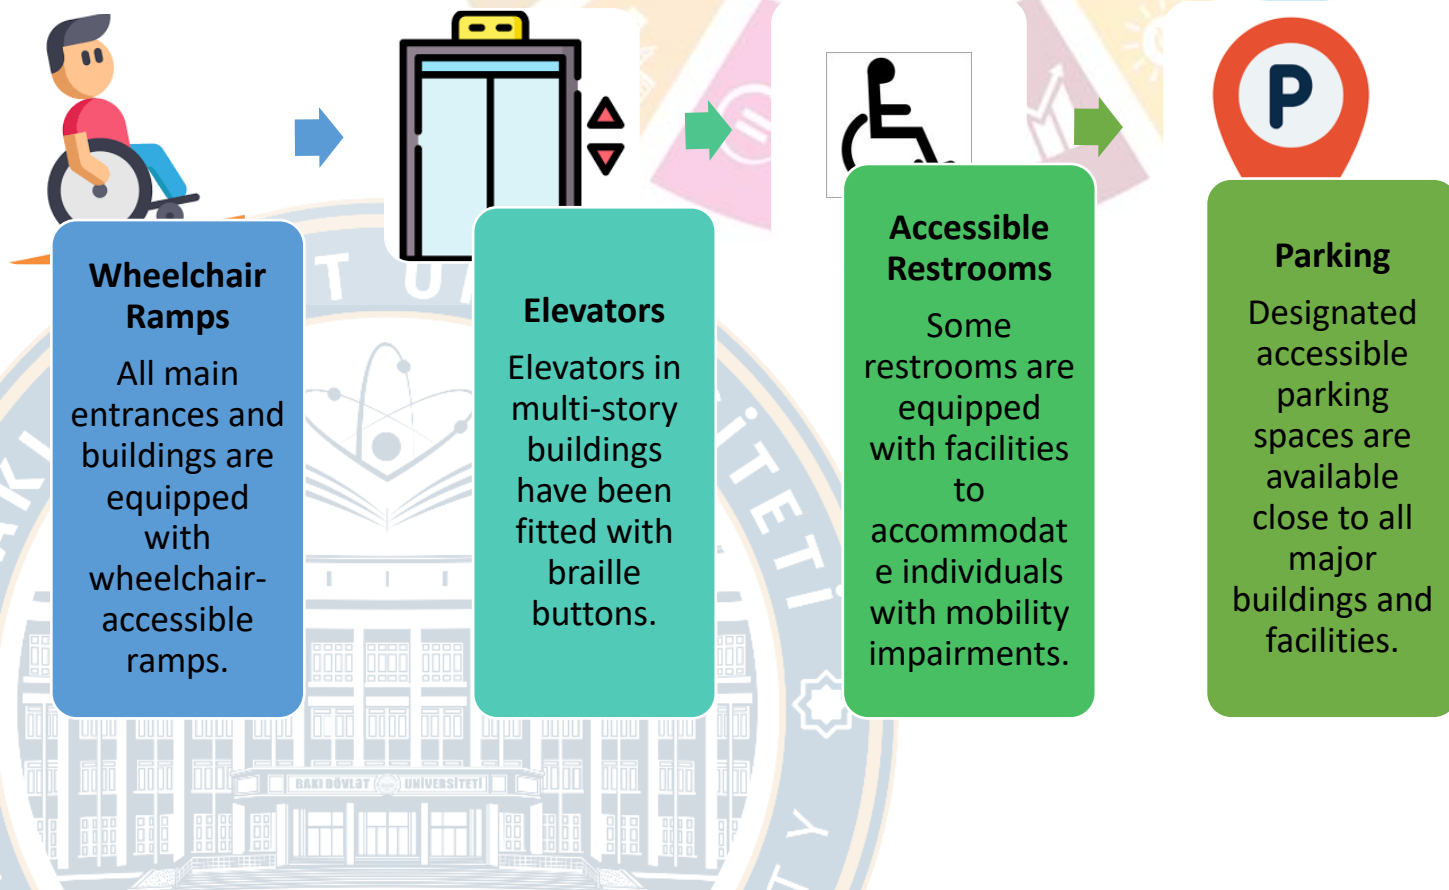 Wheelchair
Ramps
All main
entrances and
buildings are
equipped
with
wheelchair-
accessible
ramps.
Elevators
Elevators in
multi-story
buildings
have been
fitted with
braille
buttons.
Accessible
Restrooms
Some
restrooms are
equipped
with facilities
to
accommodat
e individuals
with mobility
impairments.
P
Parking
Designated
accessible
parking
spaces are
available
close to all
major
buildings and
facilities.
BAKI DÖVLƏT UNİVERSİTETİ